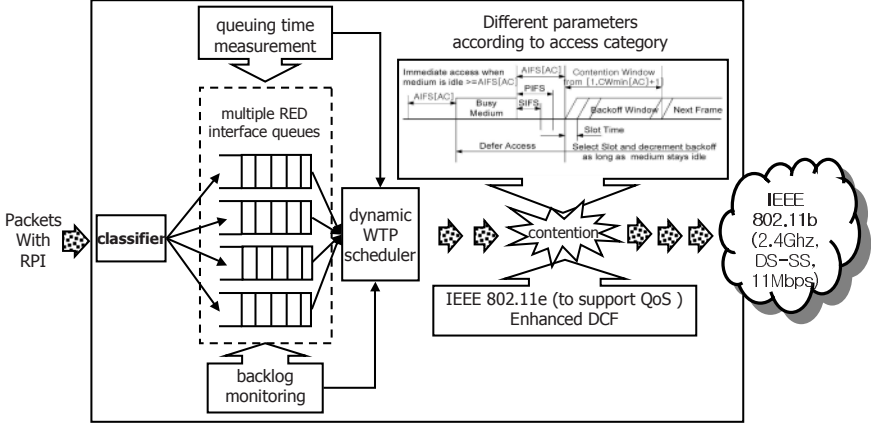 queuing time
measurement
Different parameters
according to access category
Immediate access when
medium is idle >=AIFS[AC]
AIFS[AC]
AIFS[AC]
Contention Window
rpm [1,CWmin[AC]+1]
PIFS
SIFS
Busy
Medium
Backoff Window
Next Frame
Slot Time
Defer Access
Select Slot and decrement backoff
as long as medium stays idle
multiple RED
interface queues
Packets
With
RPI
classifier
dynamic
WTP
scheduler
contention
IEEE
802.11b
(2.4Ghz,
DS-SS,
11Mbps)
IEEE 802.11e (to support QoS )
Enhanced DCF
backlog
monitoring